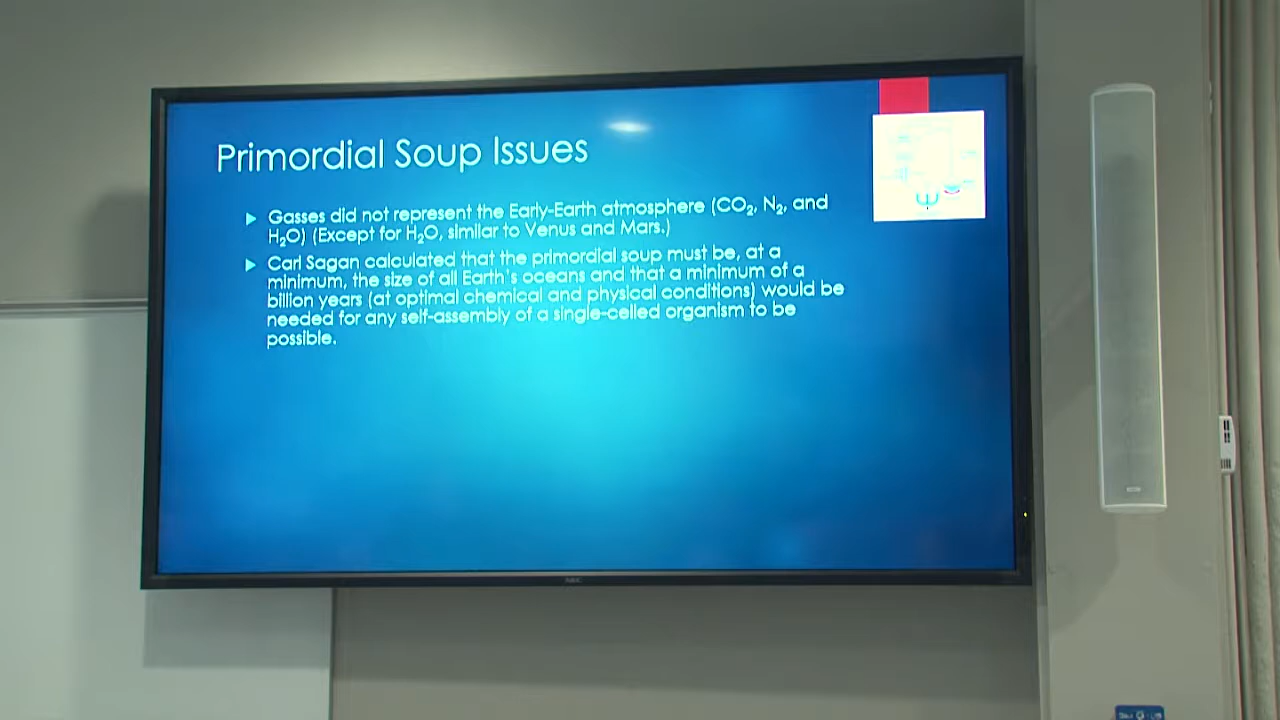 Primordial Soup Issues
Gasses did not represent the Early-Earth atmosphere (CO₂, N₂, and
H₂O) (Except for H₂O, similar to Venus and Mars.)
Carl Sagan calculated that the primordial soup must be, at a
minimum, the size of all Earth's oceans and that a minimum of a
billion years (at optimal chemical and physical conditions) would be
needed for any self-assembly of a single-celled organism to be
possible.
NEC